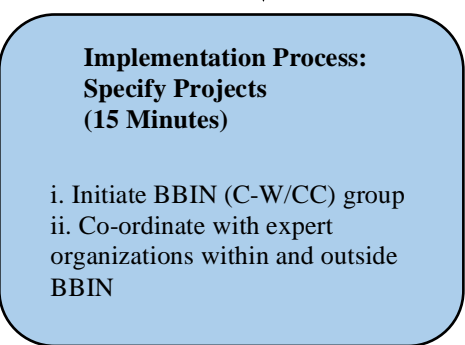 Implementation Process:
Specify Projects
(15 Minutes)
i. Initiate BBIN (C-W/CC) group
ii. Co-ordinate with expert
organizations within and outside
BBIN